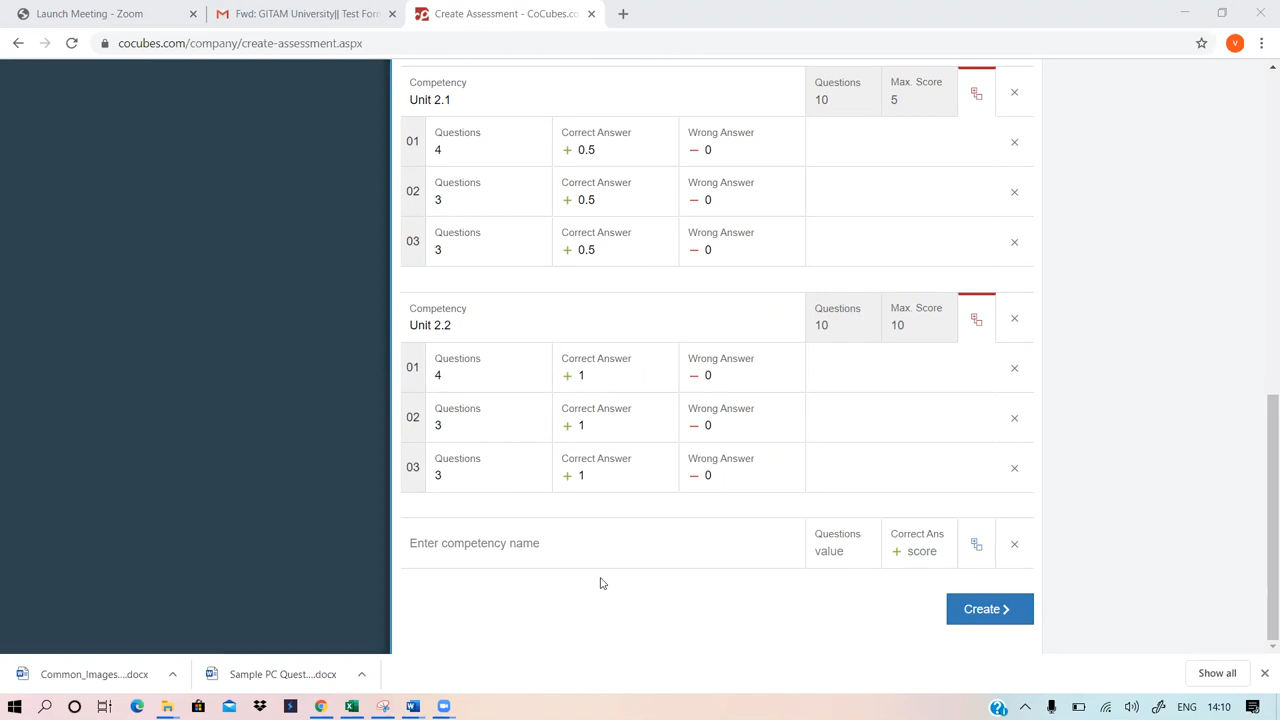 Launch Meeting - Zoom
Fwd: GITAM University|| Test For
Create Assessment - CoCubes.co
cocubes.com/company/create-assessment.aspx
v
Competency
Unit 2.1
Questions
10
Max. Score
5
01
Questions
4
Correct Answer
+ 0.5
Wrong Answer
− 0
02
Questions
3
Correct Answer
+ 0.5
Wrong Answer
− 0
03
Questions
3
Correct Answer
+ 0.5
Wrong Answer
− 0
Competency
Unit 2.2
Questions
10
Max. Score
10
01
Questions
4
Correct Answer
+ 1
Wrong Answer
− 0
02
Questions
3
Correct Answer
+ 1
Wrong Answer
− 0
03
Questions
3
Correct Answer
+ 1
Wrong Answer
− 0
Enter competency name
Questions
value
Correct Ans
+ score
Create
Common_Images....docx
Sample PC Quest....docx
Show all
ENG
14:10